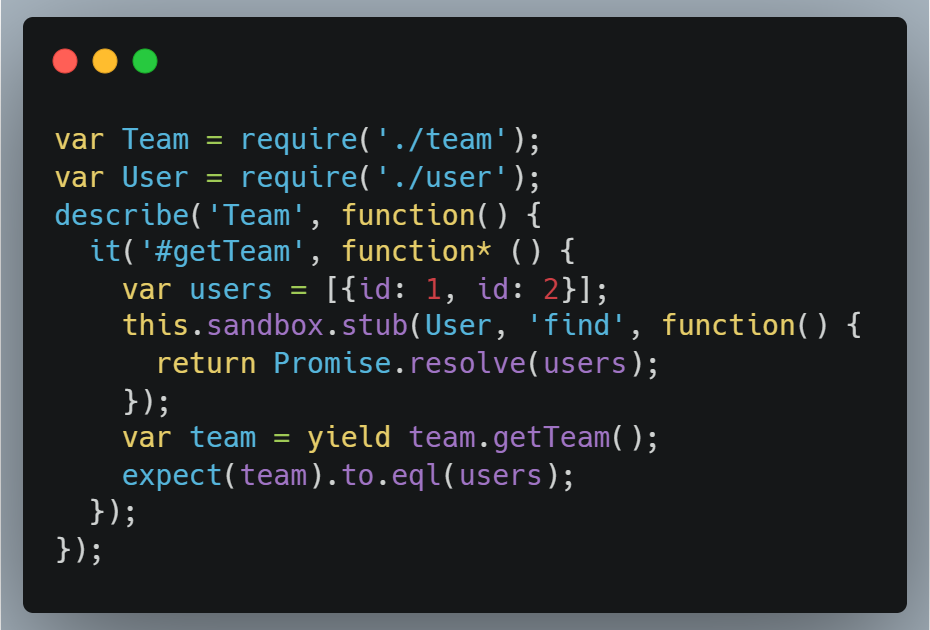 var Team = require('./team');
var User = require('./user');
describe('Team', function() {
  it('#getTeam', function* () {
    var users = [{id: 1, id: 2}];
    this.sandbox.stub(User, 'find', function() {
      return Promise.resolve(users);
    });
    var team = yield team.getTeam();
    expect(team).to.eql(users);
  });
});